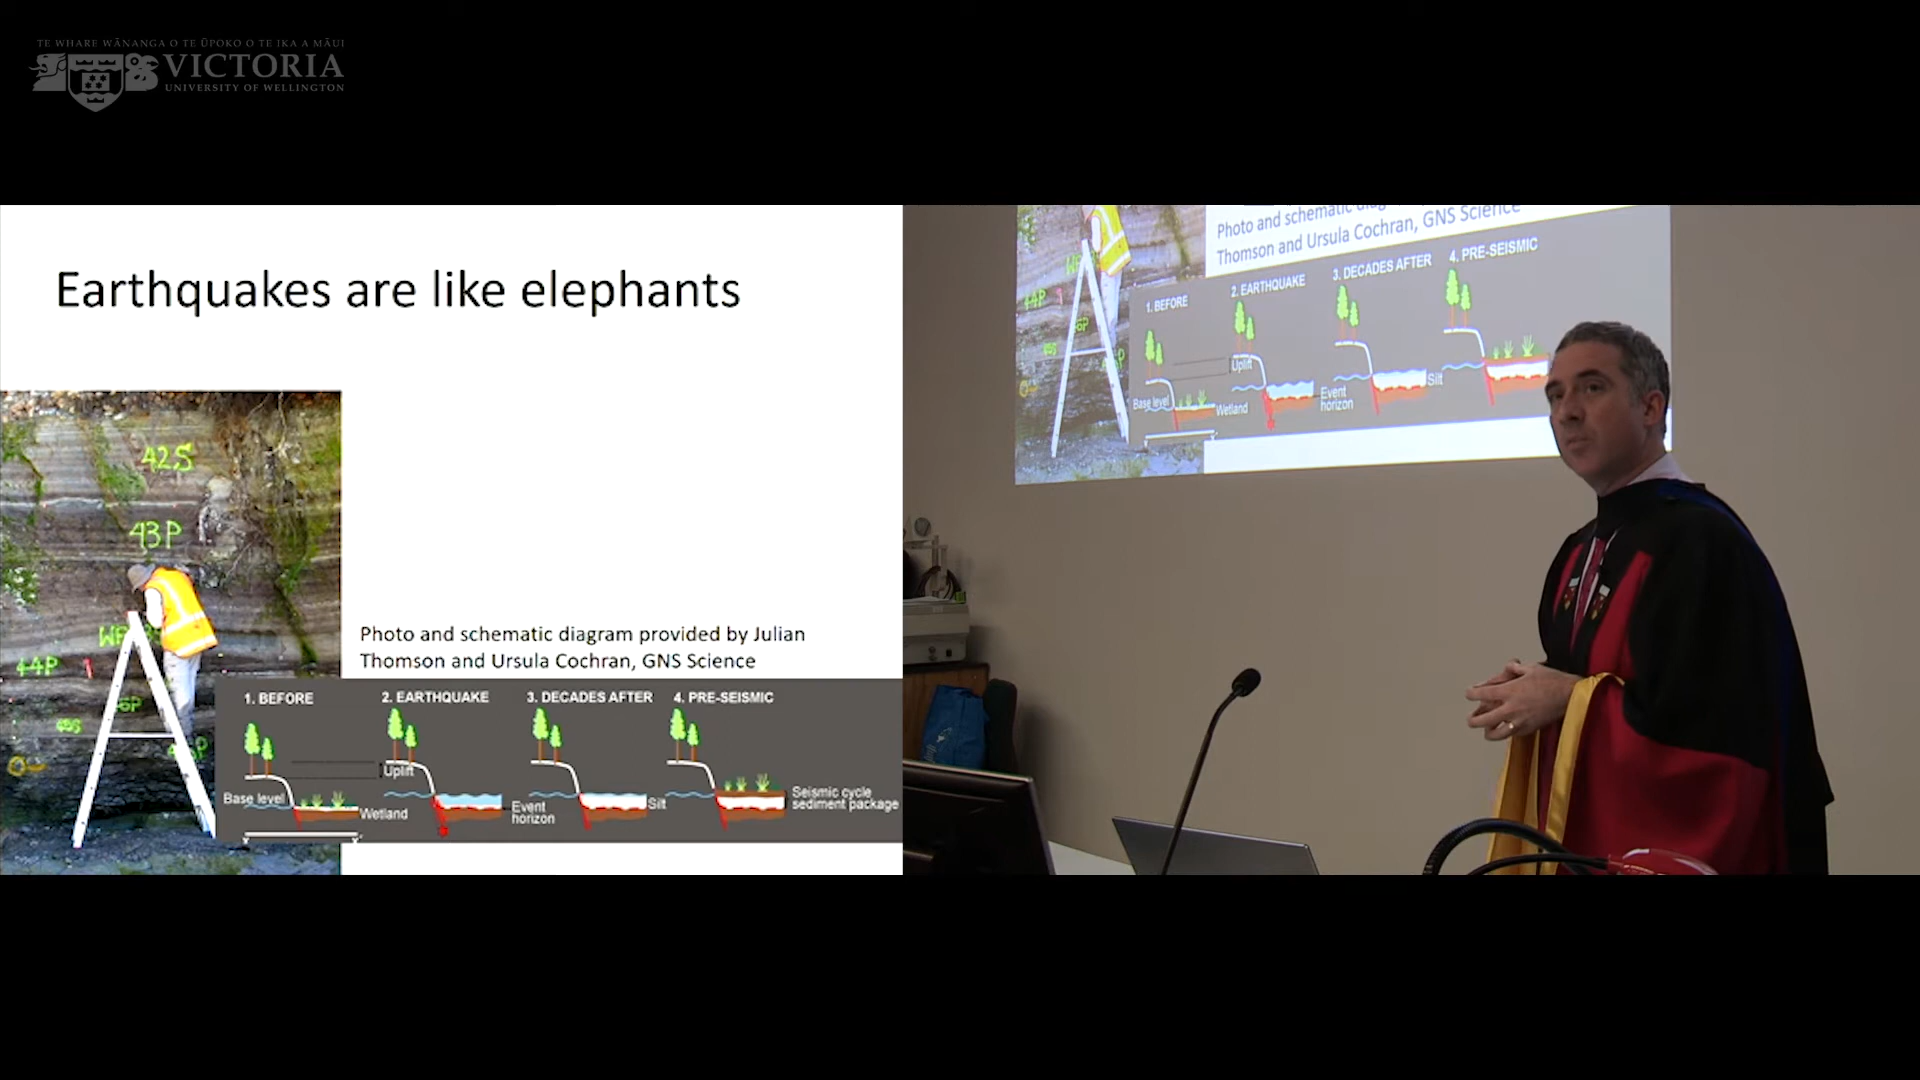 TE WHARE WĀNANGA O TE ŪPOKO O TE IKA A MĀUI
VICTORIA
UNIVERSITY OF WELLINGTON
Earthquakes are like elephants
42S
43P
44P
6P
Photo and schematic diagram provided by Julian
Thomson and Ursula Cochran, GNS Science
1. BEFORE
2. EARTHQUAKE
3. DECADES AFTER
4. PRE-SEISMIC
Uplift
Base level
Wetland
Event
horizon
Silt
Seismic cycle
sediment package
Photo and schematic
Thomson and Ursula Cochran, GNS Science
1. BEFORE
2. EARTHQUAKE
3. DECADES AFTER
4. PRE-SEISMIC
Uplift
Base level
Wetland
Event
horizon
Silt
44P
6P